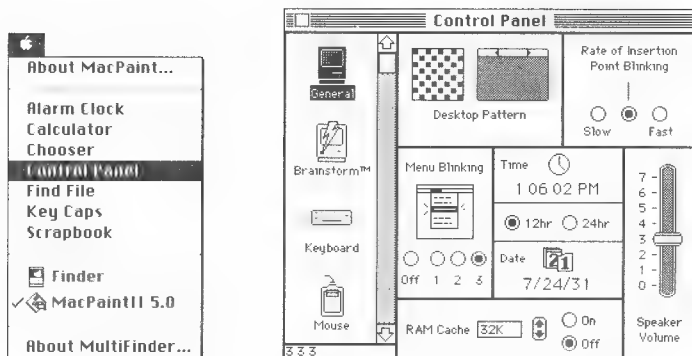 About MacPaint...
Alarm Clock
Calculator
Chooser
Control Panel
Find File
Key Caps
Scrapbook
Finder
✓ MacPaintII 5.0
About MultiFinder...
Control Panel
General
Brainstorm™
Keyboard
Mouse
3 3 3
Desktop Pattern
Rate of Insertion
Point Blinking
Slow Fast
Menu Blinking
Off 1 2 3
Time
1 06 02 PM
12hr 24hr
Date
21
7/24/31
RAM Cache 32K
On
Off
7
6
5
4
3
2
1
0
Speaker
Volume